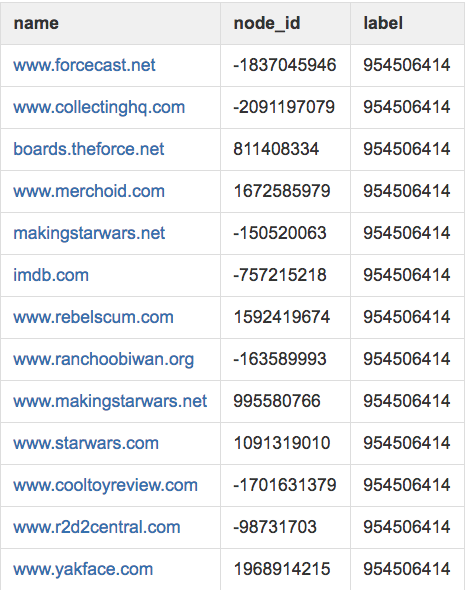 name node_id label
www.forcecast.net -1837045946 954506414
www.collectinghq.com -2091197079 954506414
boards.theforce.net 811408334 954506414
www.merchoid.com 1672585979 954506414
makingstarwars.net -150520063 954506414
imdb.com -757215218 954506414
www.rebelscum.com 1592419674 954506414
www.ranchoobiwan.org -163589993 954506414
www.makingstarwars.net 995580766 954506414
www.starwars.com 1091319010 954506414
www.cooltoyreview.com -1701631379 954506414
www.r2d2central.com -98731703 954506414
www.yakface.com 1968914215 954506414